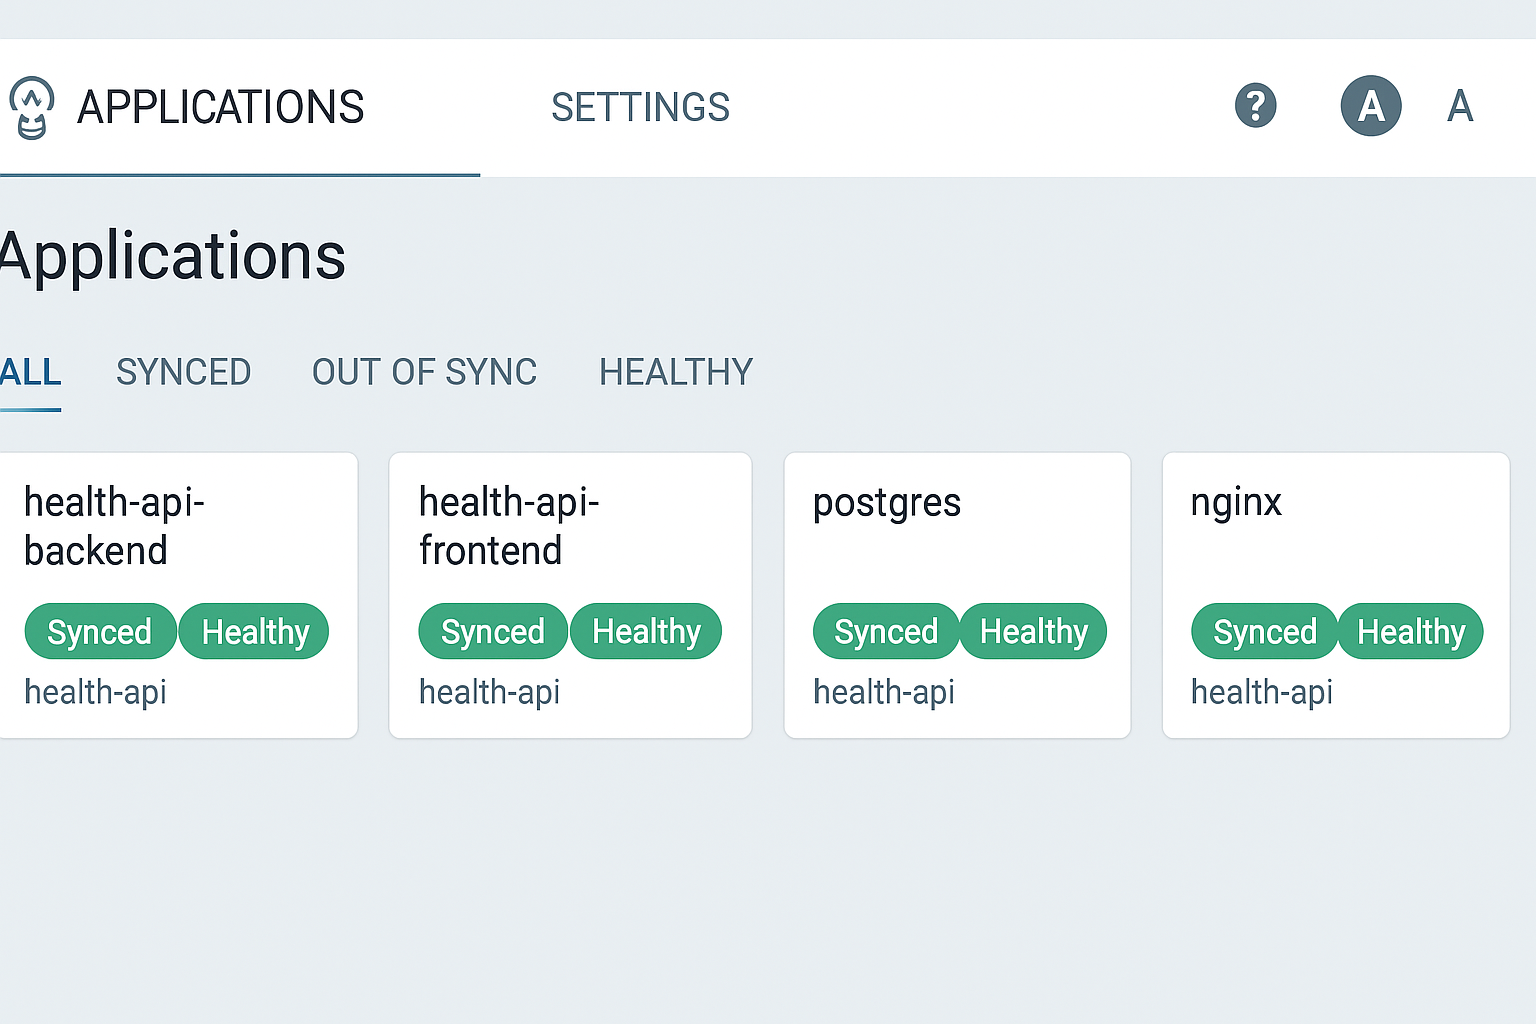 APPLICATIONS SETTINGS ? A A
Applications
ALL SYNCED OUT OF SYNC HEALTHY
health-api-
backend
Synced Healthy
health-api
health-api-
frontend
Synced Healthy
health-api
postgres
Synced Healthy
health-api
nginx
Synced Healthy
health-api